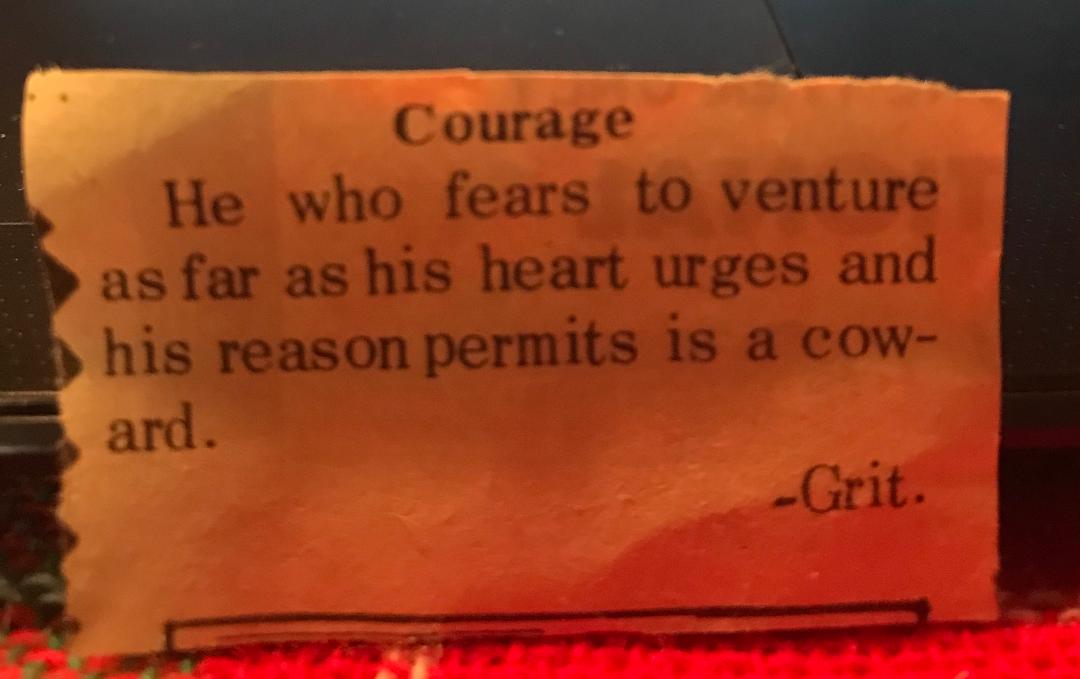 Courage
He who fears to venture
as far as his heart urges and
his reason permits is a cow-
ard.
-Grit.